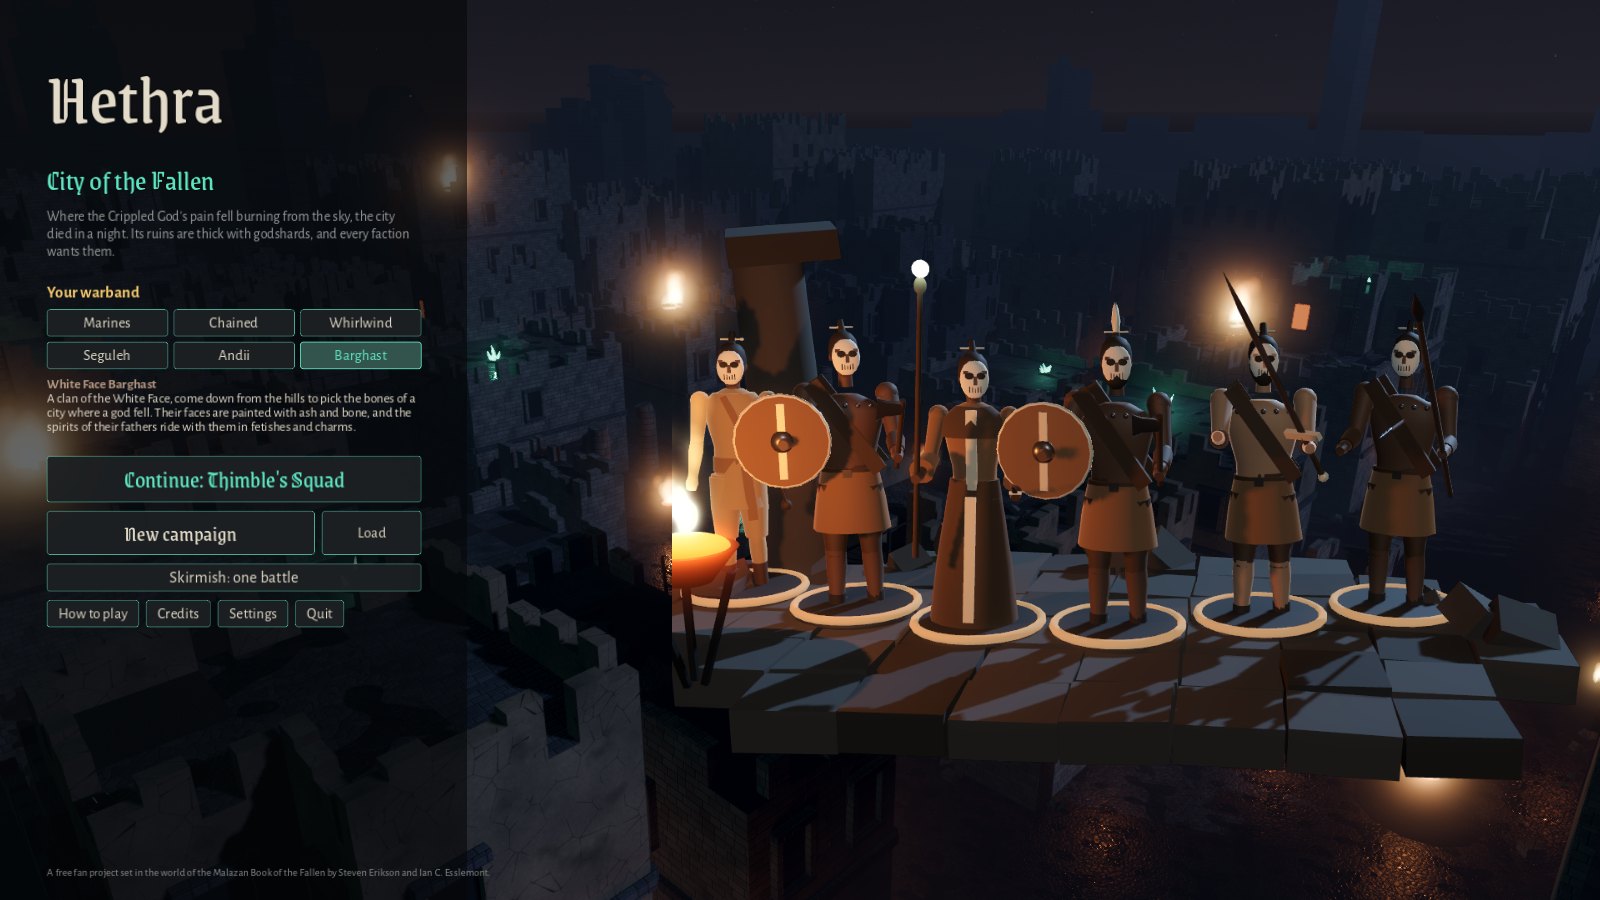 Hethra
City of the Fallen
Where the Crippled God's pain fell burning from the sky, the city
died in a night. Its ruins are thick with godshards, and every faction
wants them.
Your warband
Marines
Chained
Whirlwind
Seguleh
Andii
Barghast
White Face Barghast
A clan of the White Face, come down from the hills to pick the bones of a
city where a god fell. Their faces are painted with ash and bone, and the
spirits of their fathers ride with them in fetishes and charms.
Continue: Thimble's Squad
New campaign
Load
Skirmish: one battle
How to play
Credits
Settings
Quit
A free fan project set in the world of the Malazan Book of the Fallen by Steven Erikson and Ian C. Esslemont.